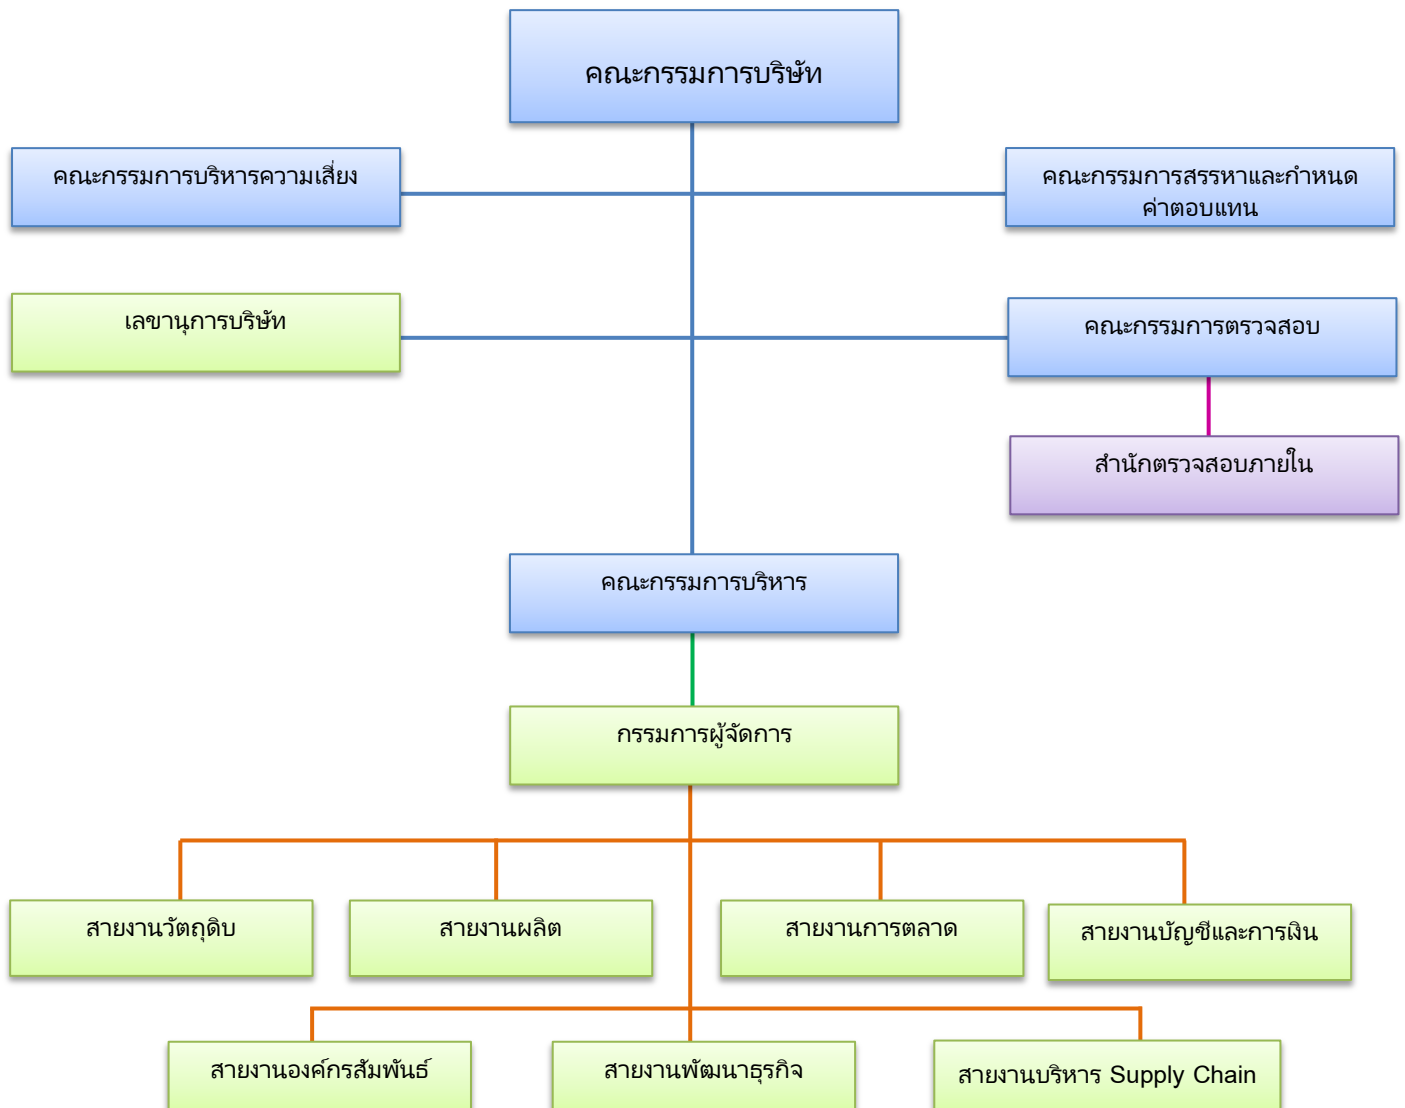 คณะกรรมการบริษัท
คณะกรรมการบริหารความเสี่ยง
คณะกรรมการสรรหาและกำหนด
ค่าตอบแทน
เลขานุการบริษัท
คณะกรรมการตรวจสอบ
สำนักตรวจสอบภายใน
คณะกรรมการบริหาร
กรรมการผู้จัดการ
สายงานวัตถุดิบ
สายงานผลิต
สายงานการตลาด
สายงานบัญชีและการเงิน
สายงานองค์กรสัมพันธ์
สายงานพัฒนาธุรกิจ
สายงานบริหาร Supply Chain